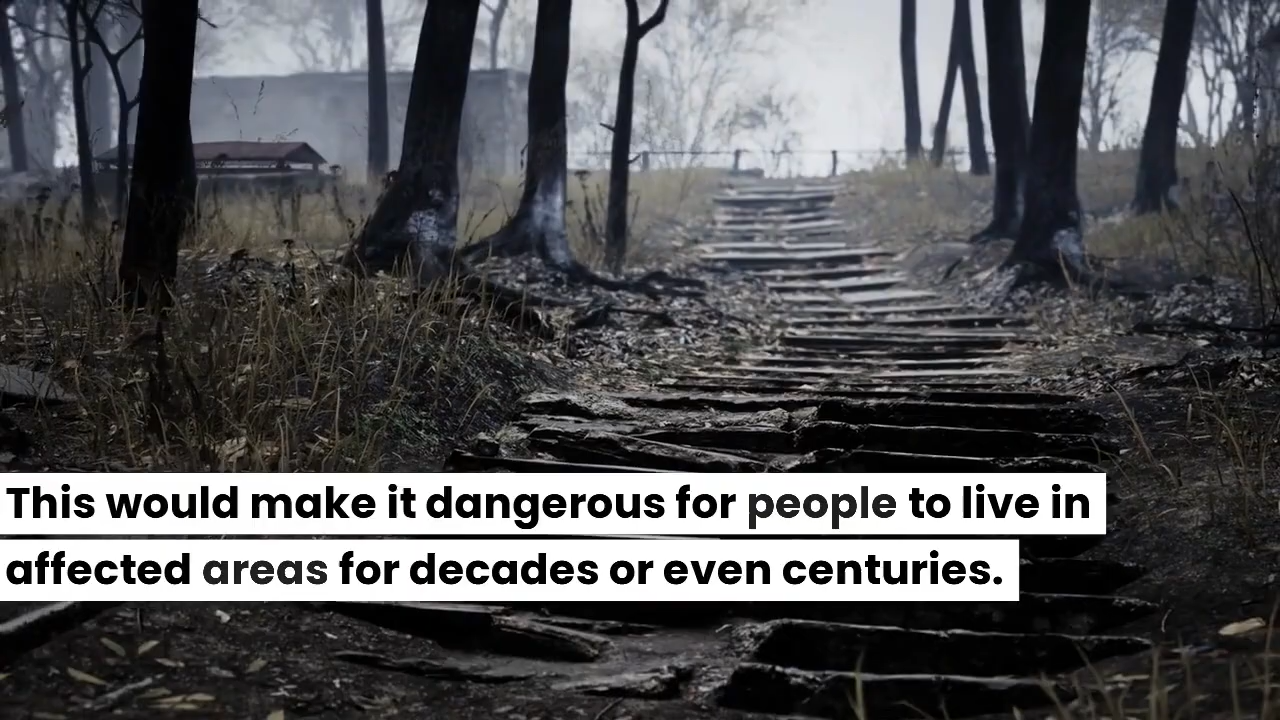 This would make it dangerous for people to live in
affected areas for decades or even centuries.